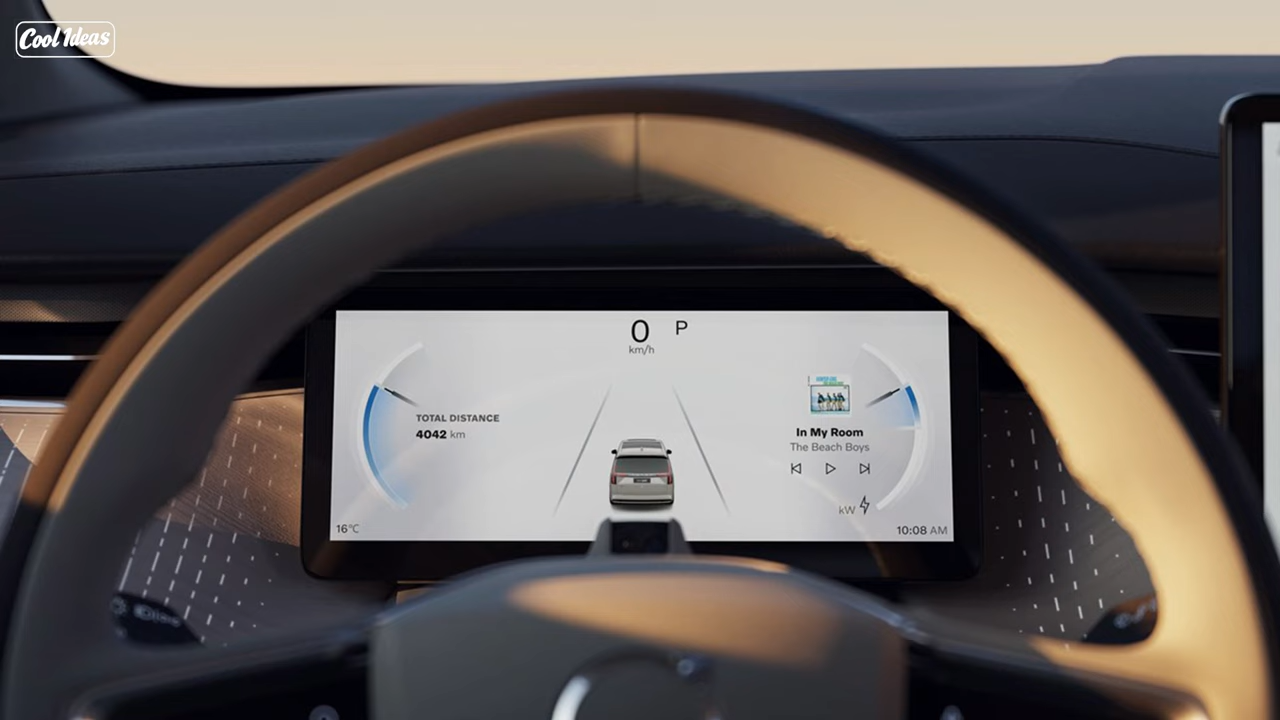 Cool Ideas
0 P
km/h
TOTAL DISTANCE
4042 km
In My Room
The Beach Boys
kW
16°C
10:08 AM